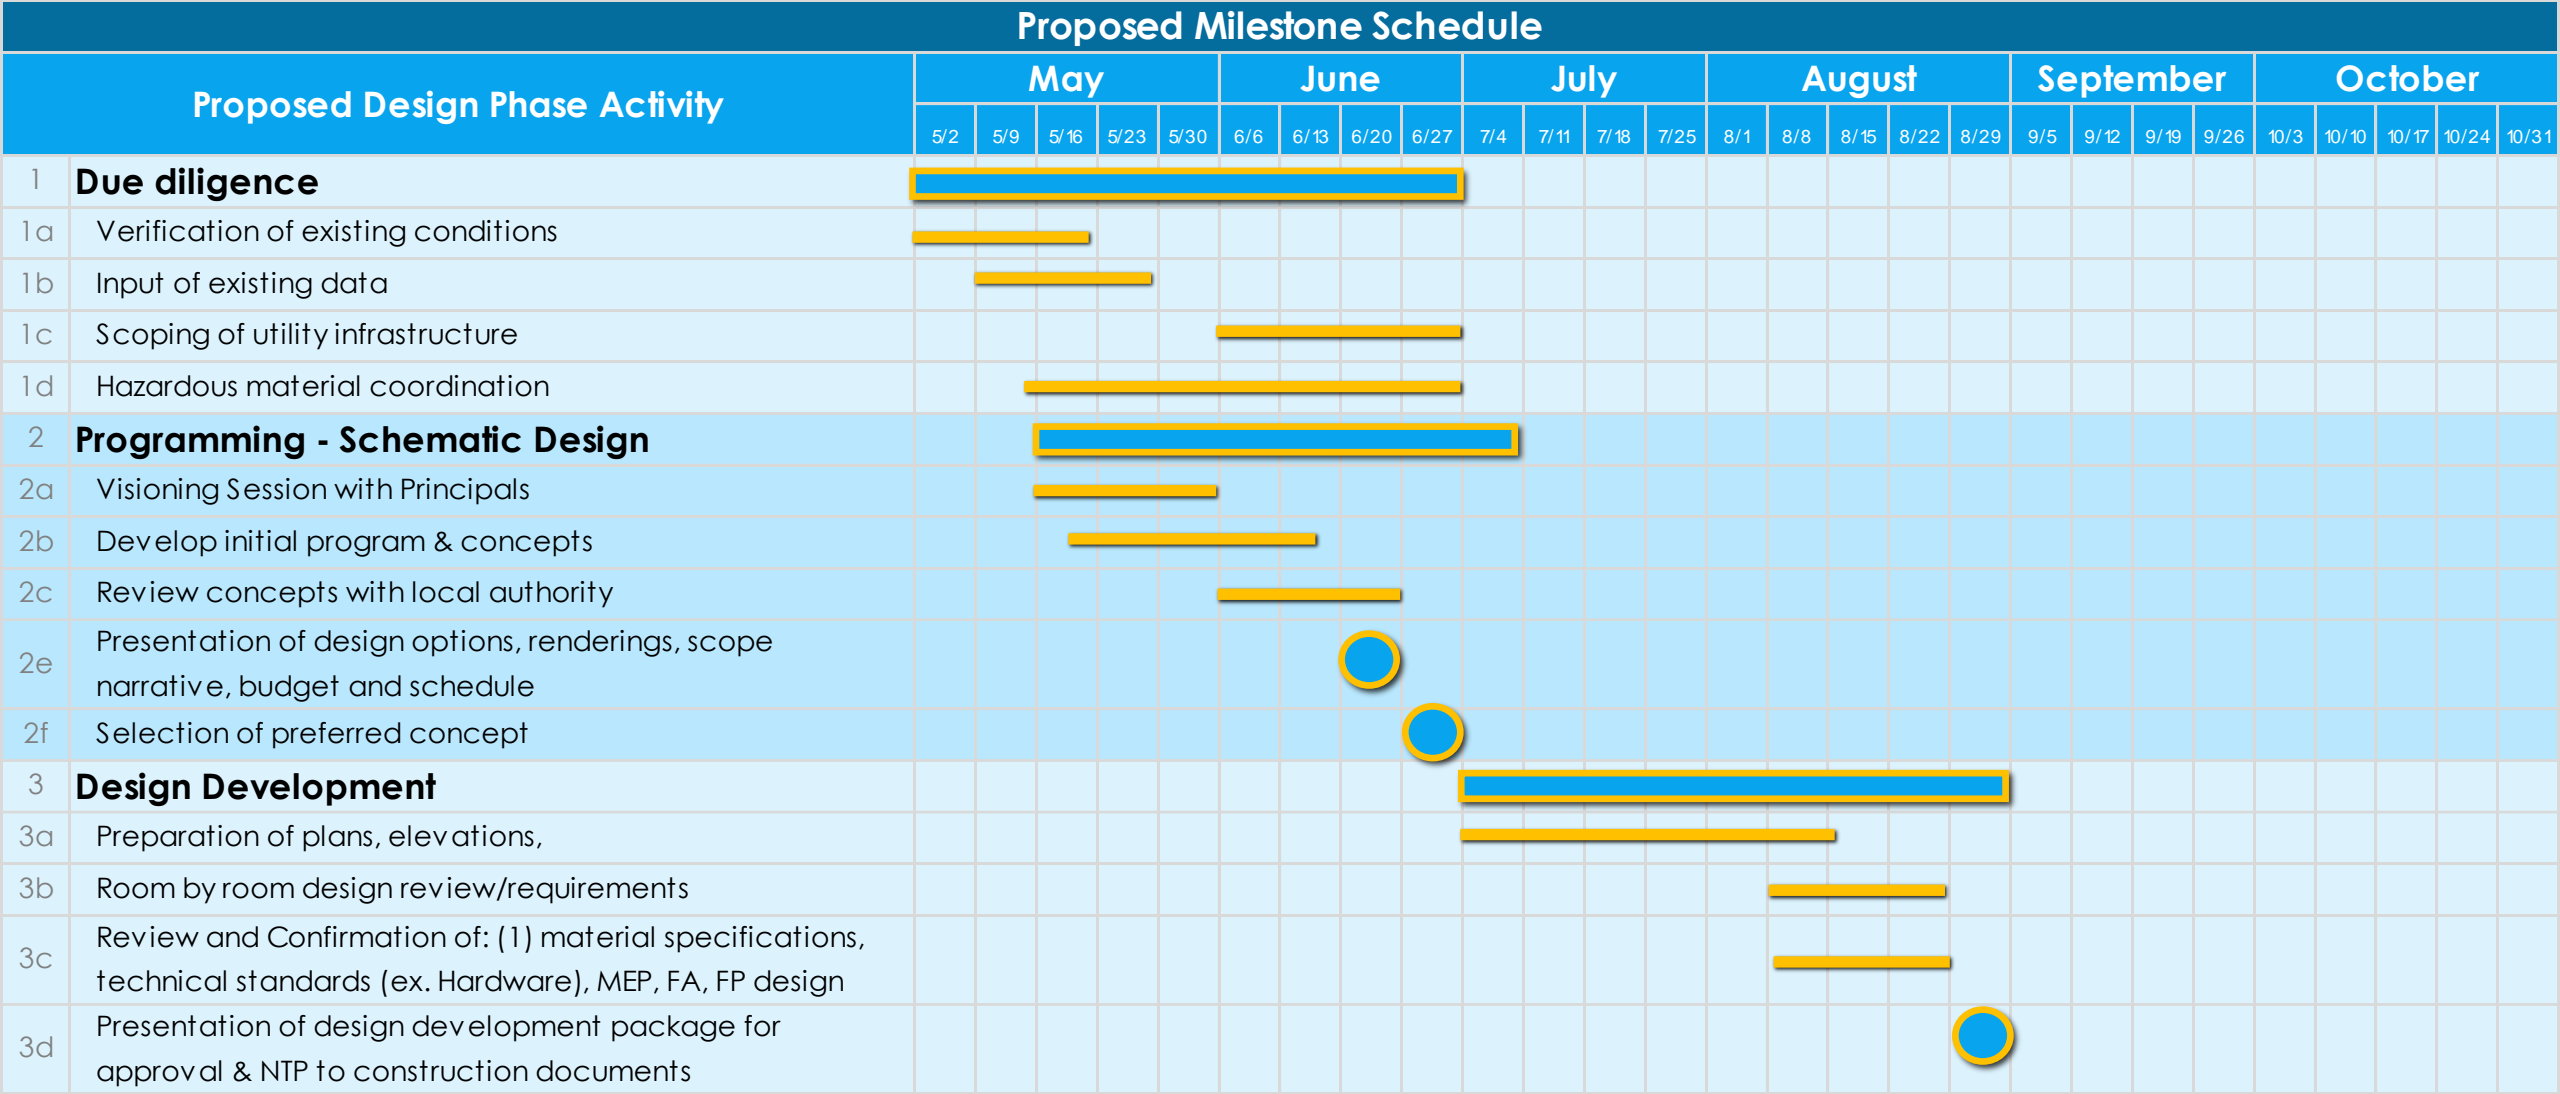 Proposed Milestone Schedule
Proposed Design Phase Activity
May June July August September October
5/2 5/9 5/16 5/23 5/30 6/6 6/13 6/20 6/27 7/4 7/11 7/18 7/25 8/1 8/8 8/15 8/22 8/29 9/5 9/12 9/19 9/26 10/3 10/10 10/17 10/24 10/31
1 Due diligence
1a Verification of existing conditions
1b Input of existing data
1c Scoping of utility infrastructure
1d Hazardous material coordination
2 Programming - Schematic Design
2a Visioning Session with Principals
2b Develop initial program & concepts
2c Review concepts with local authority
2e Presentation of design options, renderings, scope
narrative, budget and schedule
2f Selection of preferred concept
3 Design Development
3a Preparation of plans, elevations,
3b Room by room design review/requirements
3c Review and Confirmation of: (1) material specifications,
technical standards (ex. Hardware), MEP, FA, FP design
3d Presentation of design development package for
approval & NTP to construction documents